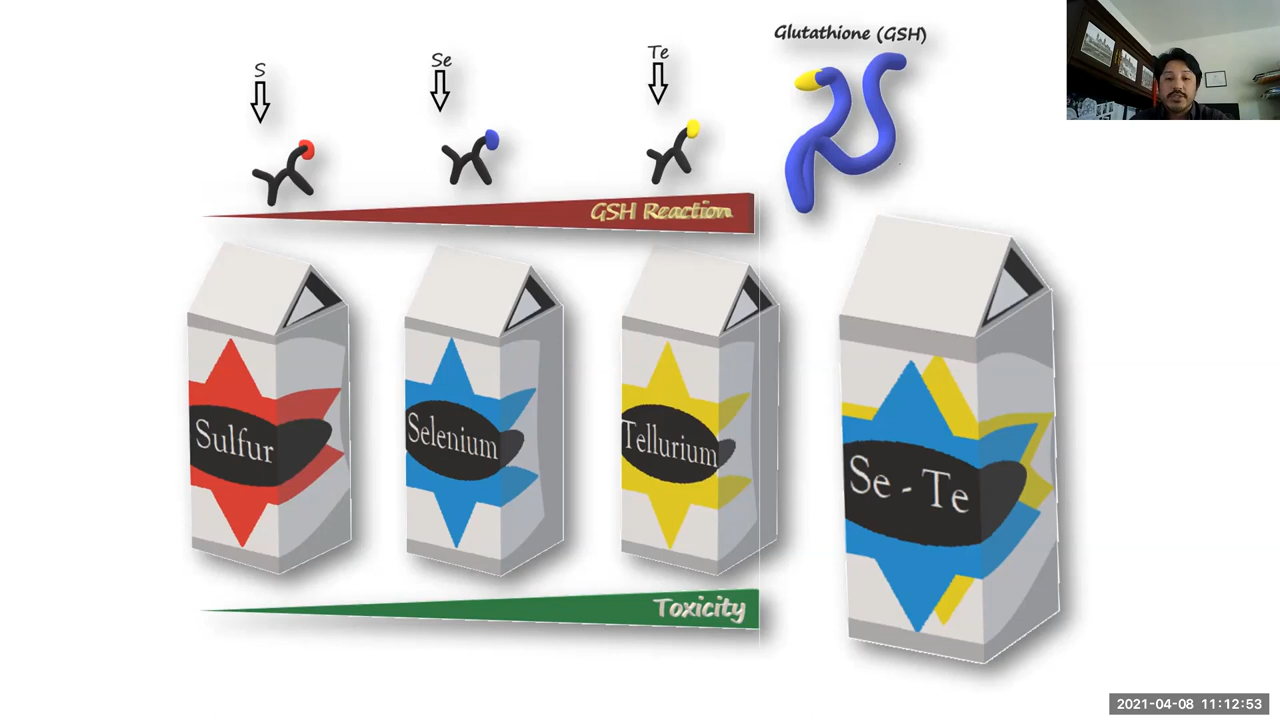 S
Se
Te
Glutathione (GSH)
GSH Reaction
Sulfur
Selenium
Tellurium
Se - Te
Toxicity
2021-04-08 11:12:53